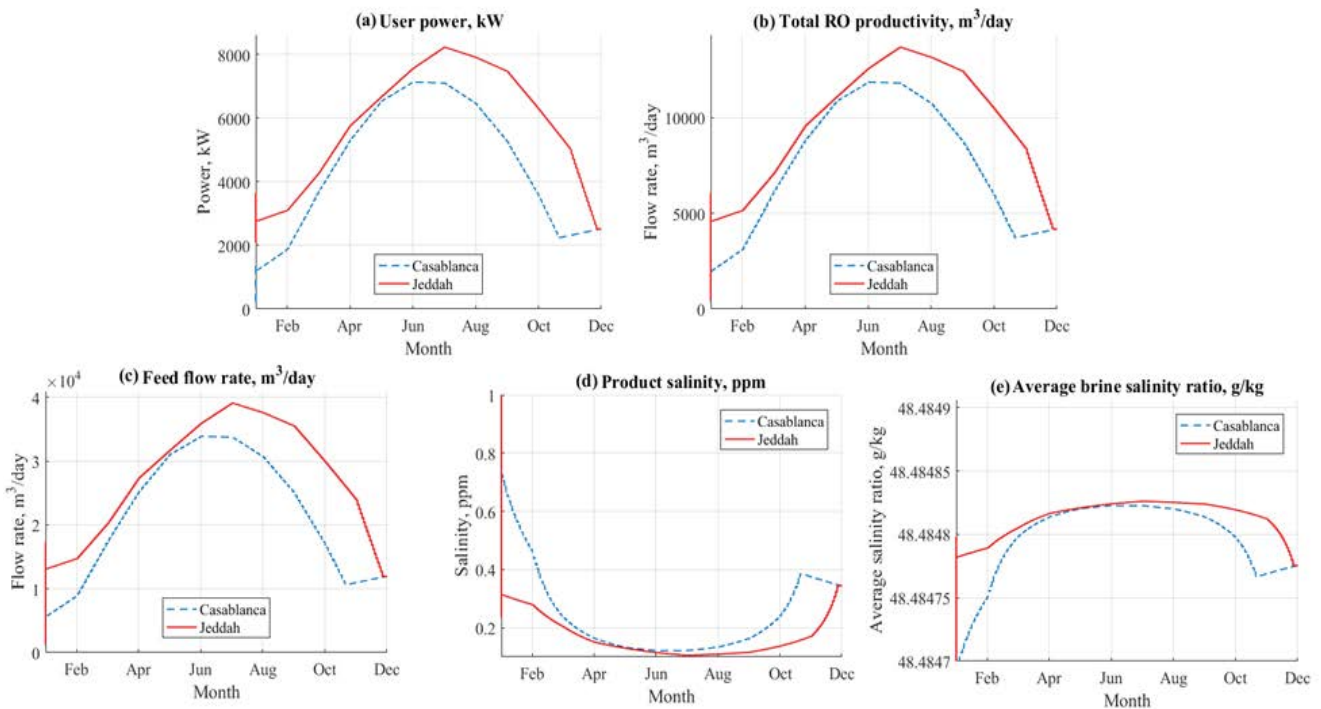 (a) User power, kW
Power, kW
8000
6000
4000
2000
0
Casablanca
Jeddah
Feb Apr Jun Aug Oct Dec
Month
(b) Total RO productivity, m³/day
Flow rate, m³/day
10000
5000
0
Casablanca
Jeddah
Feb Apr Jun Aug Oct Dec
Month
(c) Feed flow rate, m³/day
×10⁴
Flow rate, m³/day
4
3
2
1
0
Casablanca
Jeddah
Feb Apr Jun Aug Oct Dec
Month
(d) Product salinity, ppm
Salinity, ppm
1
0.8
0.6
0.4
0.2
Casablanca
Jeddah
Feb Apr Jun Aug Oct Dec
Month
(e) Average brine salinity ratio, g/kg
Average salinity ratio, g/kg
48.4849
48.48485
48.4848
48.48475
48.4847
Casablanca
Jeddah
Feb Apr Jun Aug Oct Dec
Month